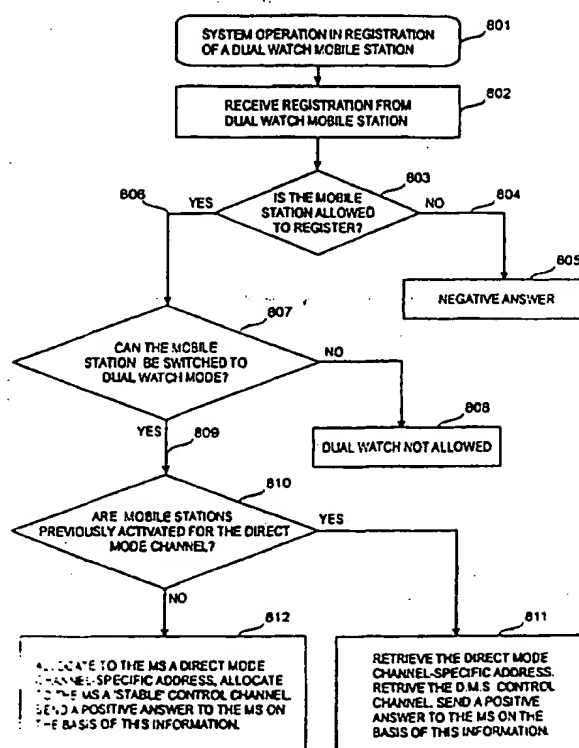 SYSTEM OPERATION IN REGISTRATION
OF A DUAL WATCH MOBILE STATION
801
RECEIVE REGISTRATION FROM
DUAL WATCH MOBILE STATION
802
803
IS THE MOBILE
STATION ALLOWED
TO REGISTER?
806
YES
NO
804
805
NEGATIVE ANSWER
807
CAN THE MOBILE
STATION BE SWITCHED TO
DUAL WATCH MODE?
NO
808
DUAL WATCH NOT ALLOWED
YES
809
810
ARE MOBILE STATIONS
PREVIOUSLY ACTIVATED FOR THE DIRECT
MODE CHANNEL?
YES
NO
812
ALLOCATE TO THE MS A DIRECT MODE
CHANNEL-SPECIFIC ADDRESS, ALLOCATE
TO THE MS A "STABLE" CONTROL CHANNEL.
SEND A POSITIVE ANSWER TO THE MS ON
THE BASIS OF THIS INFORMATION.
811
RETRIEVE THE DIRECT MODE
CHANNEL-SPECIFIC ADDRESS.
RETRIVE THE D.M.S CONTROL
CHANNEL. SEND A POSITIVE
ANSWER TO THE MS ON THE
BASIS OF THIS INFORMATION.